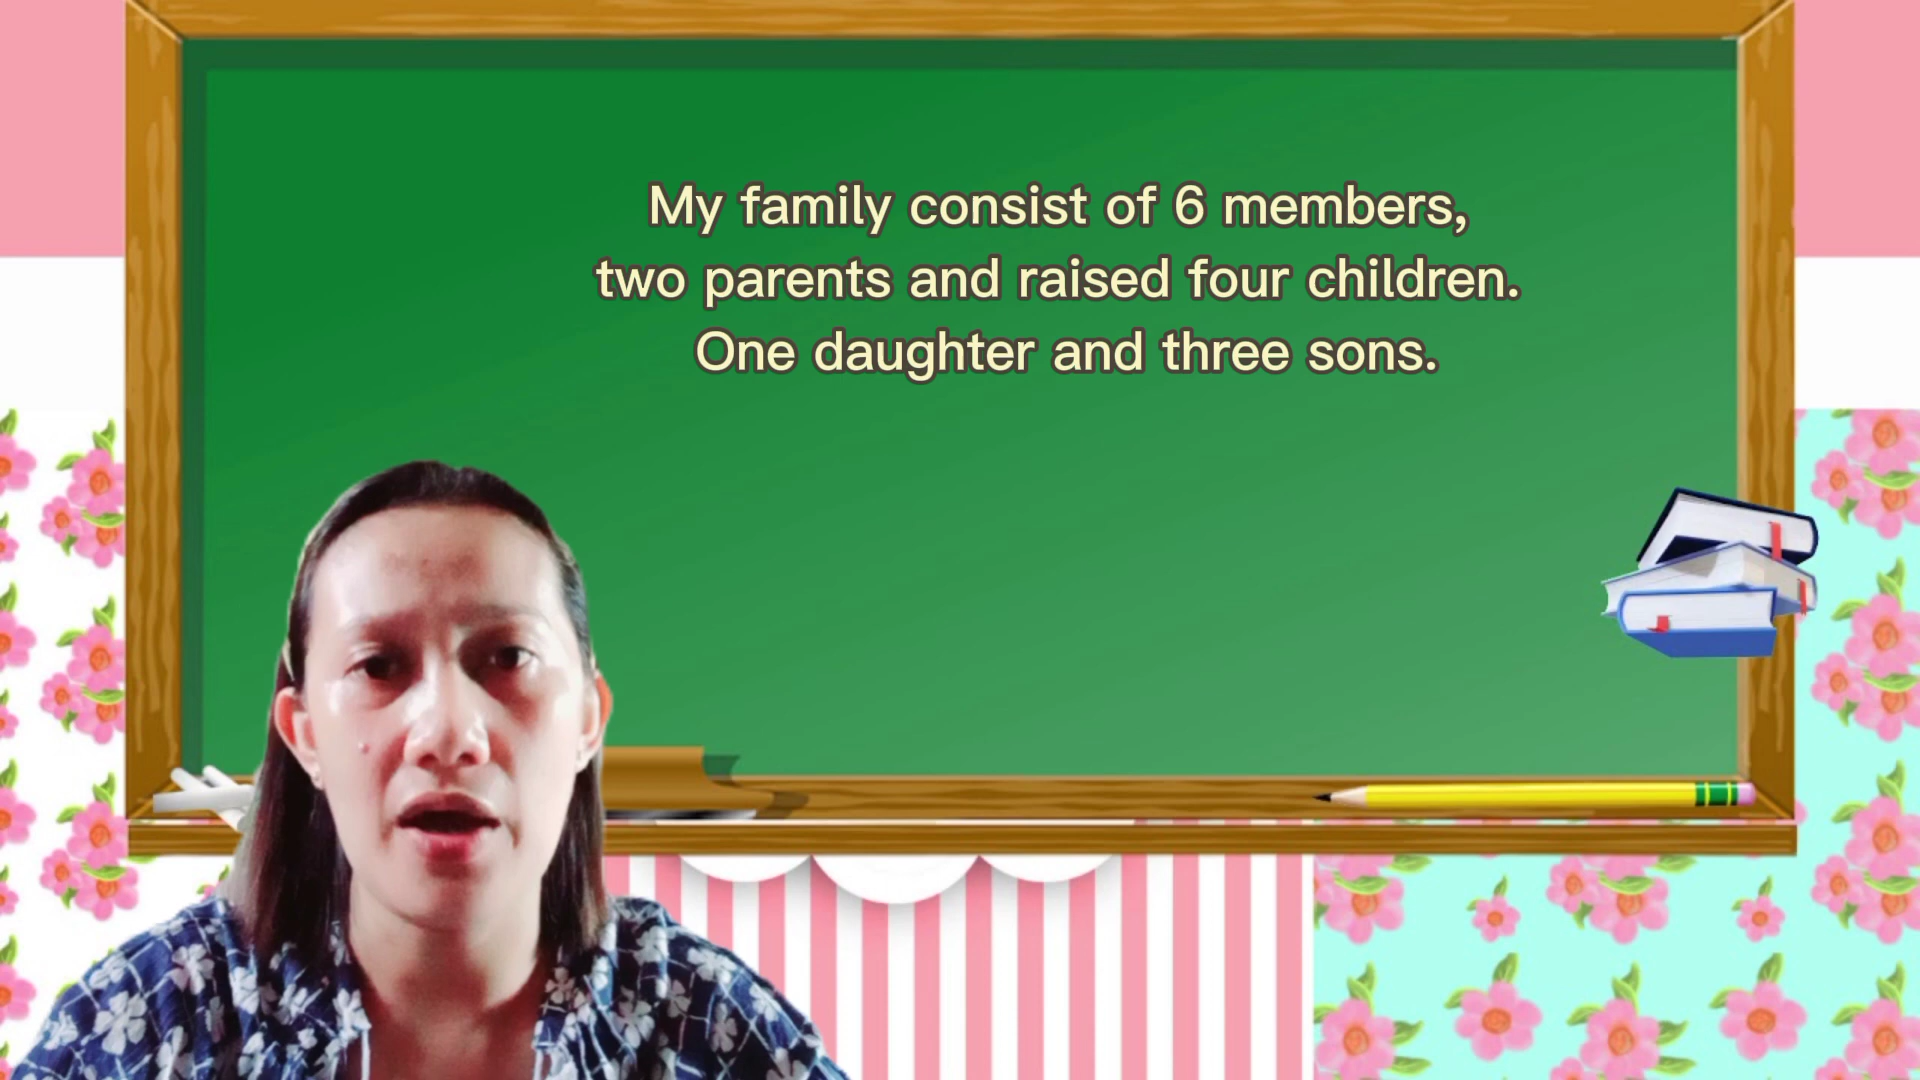 My family consist of 6 members,
two parents and raised four children.
One daughter and three sons.